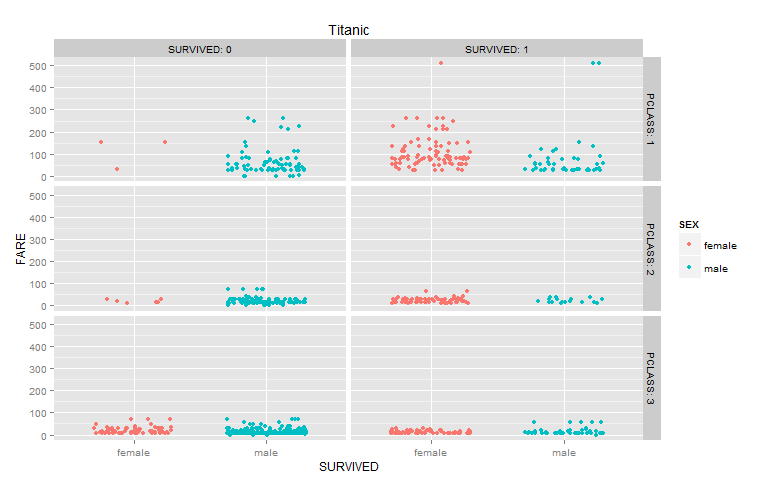 Titanic
SURVIVED: 0
SURVIVED: 1
500
400
300
200
100
0
PCLASS: 1
500
400
300
200
100
0
PCLASS: 2
500
400
300
200
100
0
PCLASS: 3
FARE
female
male
female
male
SURVIVED
SEX
female
male